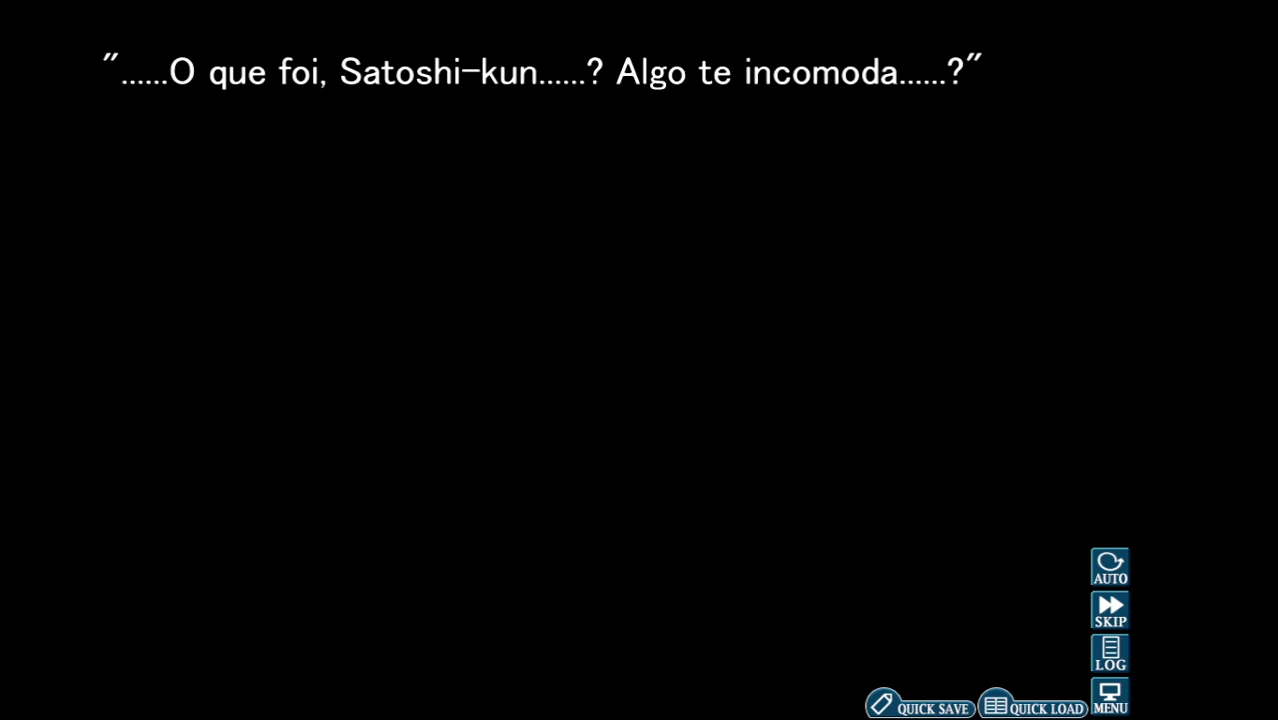 "......O que foi, Satoshi-kun......? Algo te incomoda......?"
AUTO
SKIP
LOG
MENU
QUICK SAVE
QUICK LOAD